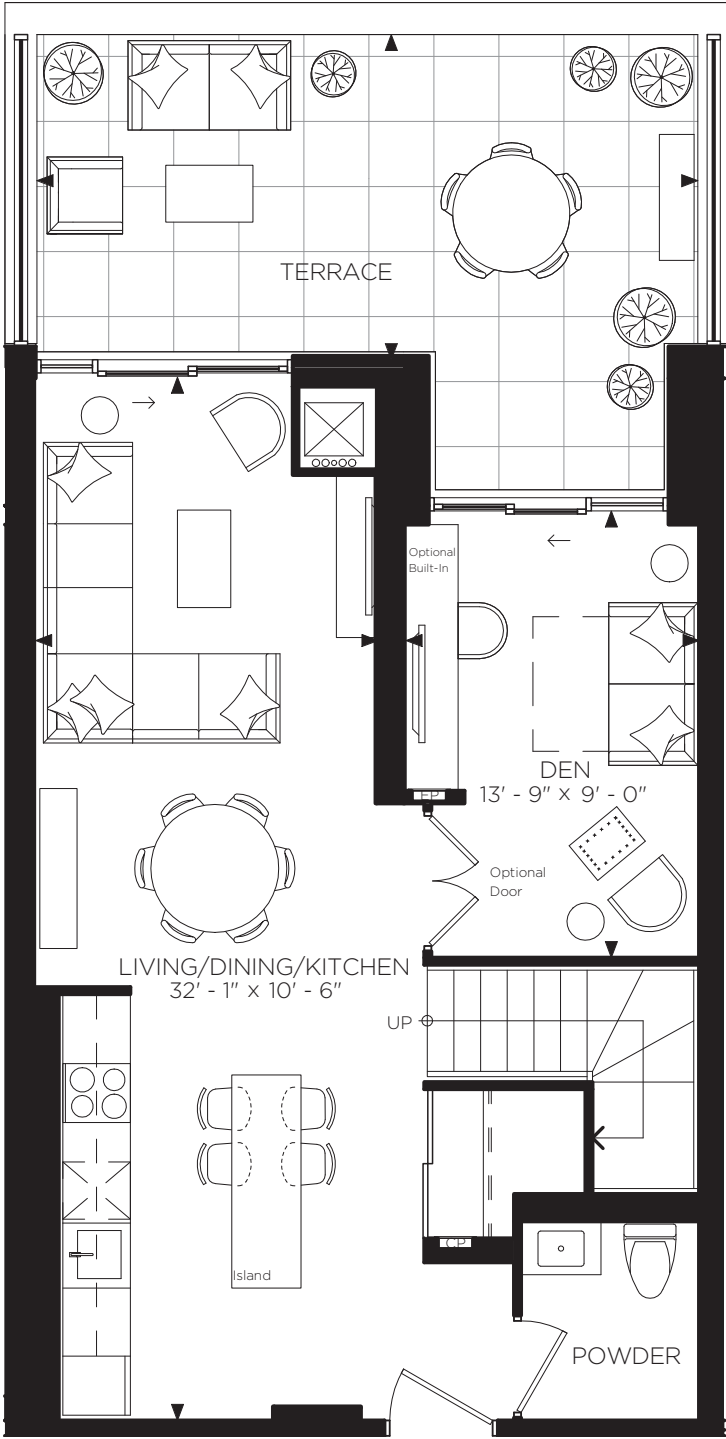 TERRACE
Optional
Built-In
DEN
13' - 9" x 9' - 0"
EP
Optional
Door
LIVING/DINING/KITCHEN
32' - 1" x 10' - 6"
UP
CP
Island
POWDER